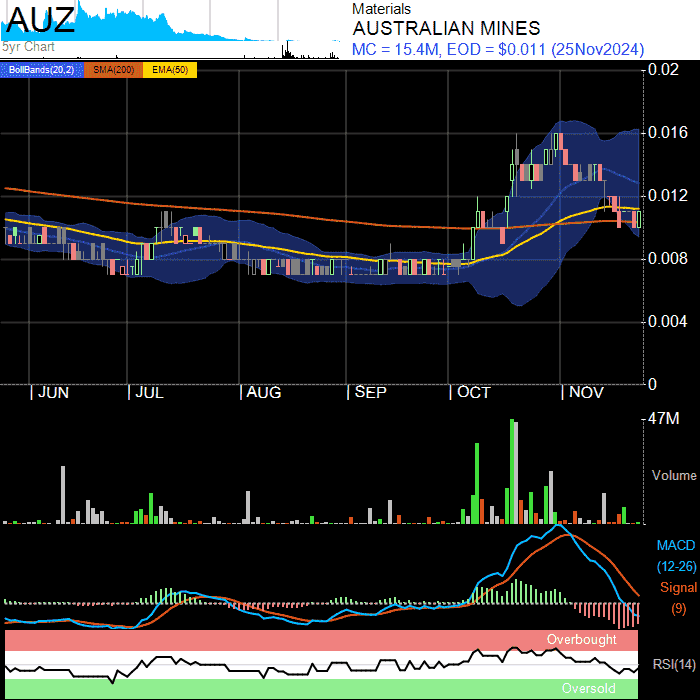 AUZ
5yr Chart
Materials
AUSTRALIAN MINES
MC = 15.4M, EOD = $0.011 (25Nov2024)
BollBands(20,2) SMA(200) EMA(50)
0.02
0.016
0.012
0.008
0.004
0
| JUN | JUL | AUG | SEP | OCT | NOV
47M
Volume
MACD
(12-26)
Signal
(9)
Overbought
RSI(14)
Oversold